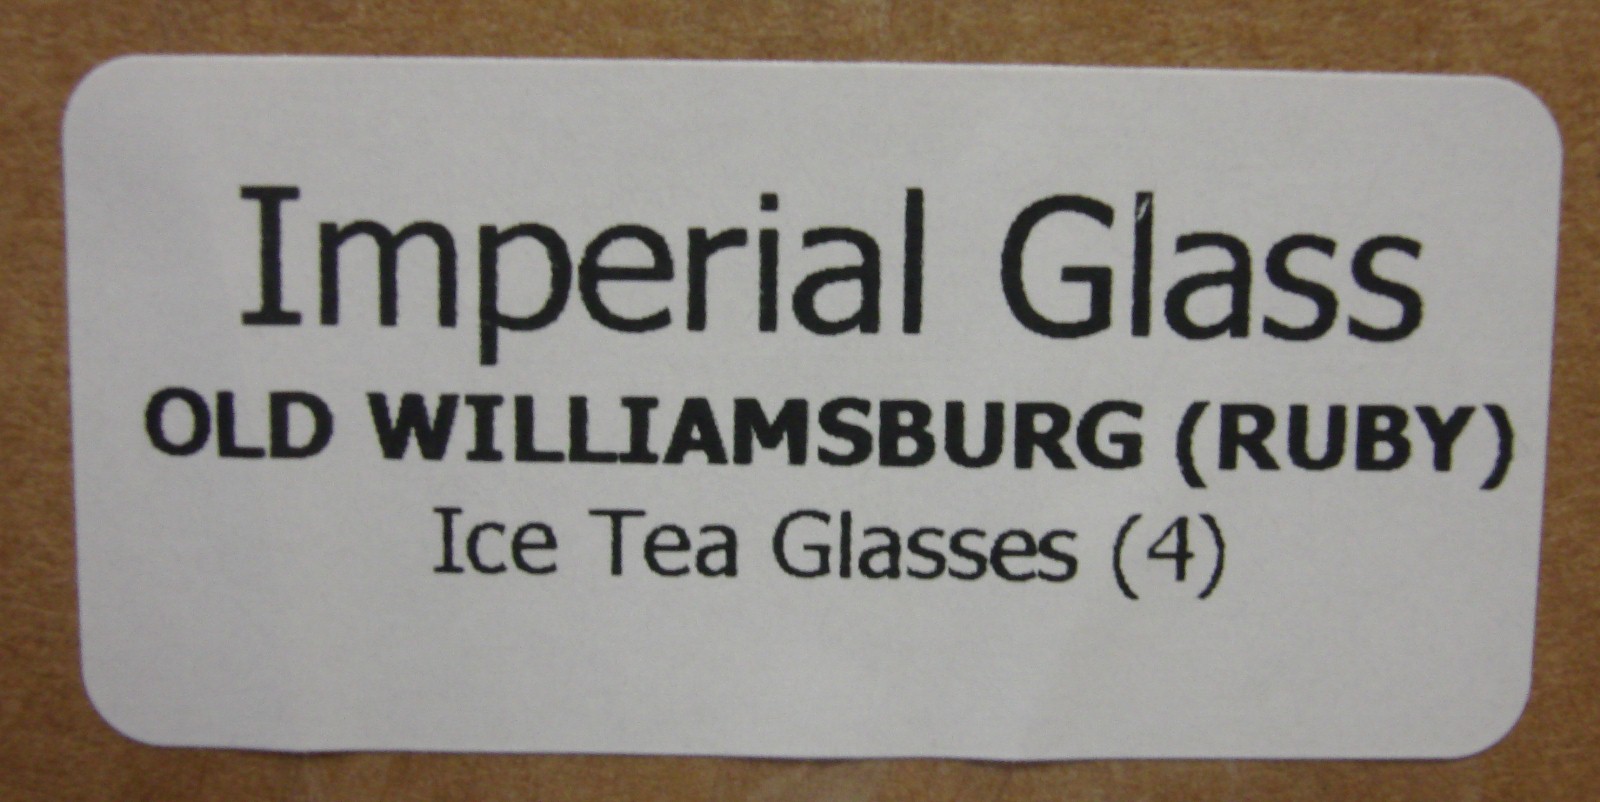 Imperial Glass
OLD WILLIAMSBURG (RUBY)
Ice Tea Glasses (4)